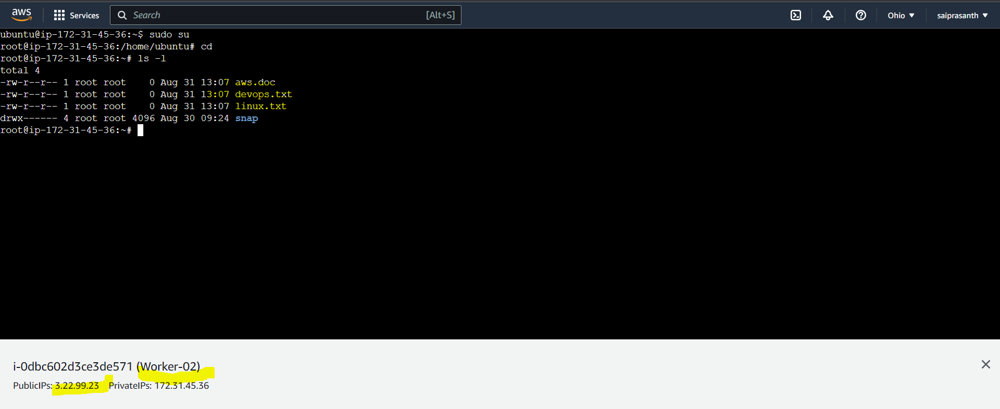 aws Services Search [Alt+S] Ohio saiprasanth
ubuntu@ip-172-31-45-36:~$ sudo su
root@ip-172-31-45-36:/home/ubuntu# cd
root@ip-172-31-45-36:~# ls -l
total 4
-rw-r--r-- 1 root root    0 Aug 31 13:07 aws.doc
-rw-r--r-- 1 root root    0 Aug 31 13:07 devops.txt
-rw-r--r-- 1 root root    0 Aug 31 13:07 linux.txt
drwx------ 4 root root 4096 Aug 30 09:24 snap
root@ip-172-31-45-36:~#
i-0dbc602d3ce3de571 (Worker-02)
PublicIPs: 3.22.99.23 PrivateIPs: 172.31.45.36